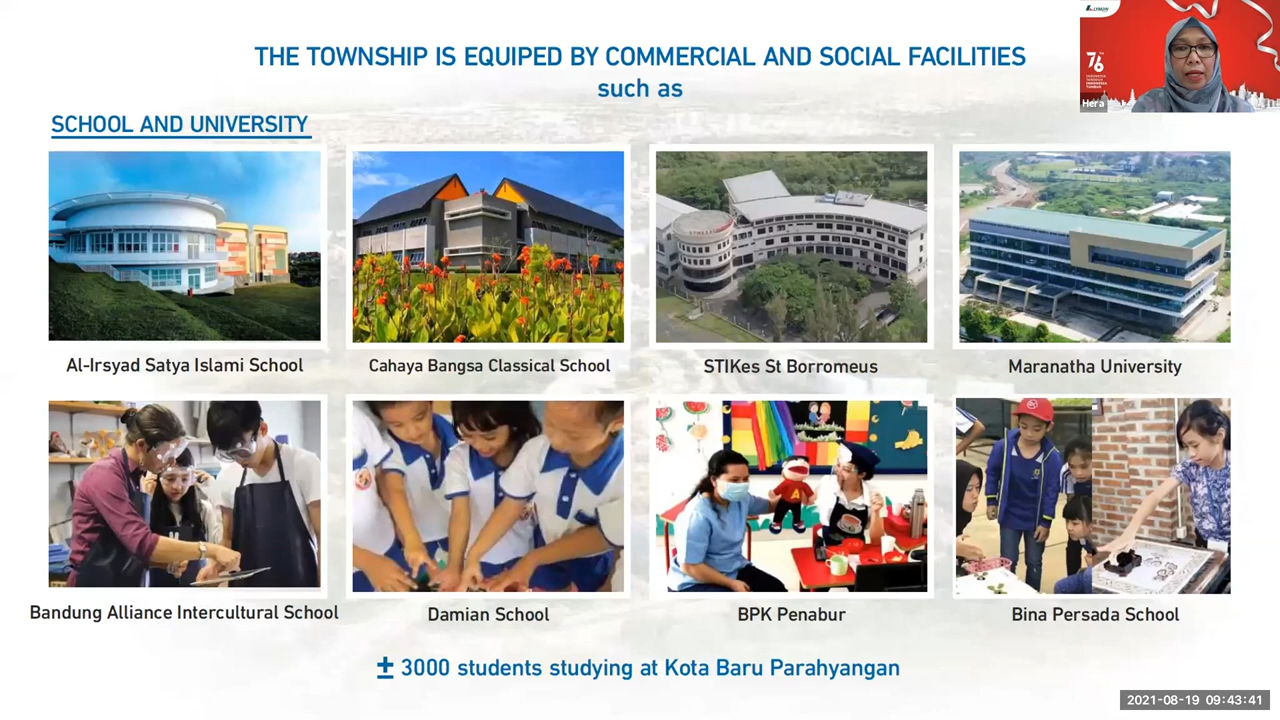 THE TOWNSHIP IS EQUIPED BY COMMERCIAL AND SOCIAL FACILITIES
such as
SCHOOL AND UNIVERSITY
Al-Irsyad Satya Islami School
Cahaya Bangsa Classical School
STIKes St Borromeus
Maranatha University
Bandung Alliance Intercultural School
Damian School
BPK Penabur
Bina Persada School
± 3000 students studying at Kota Baru Parahyangan
76
Hera
2021-08-19 09:43:41